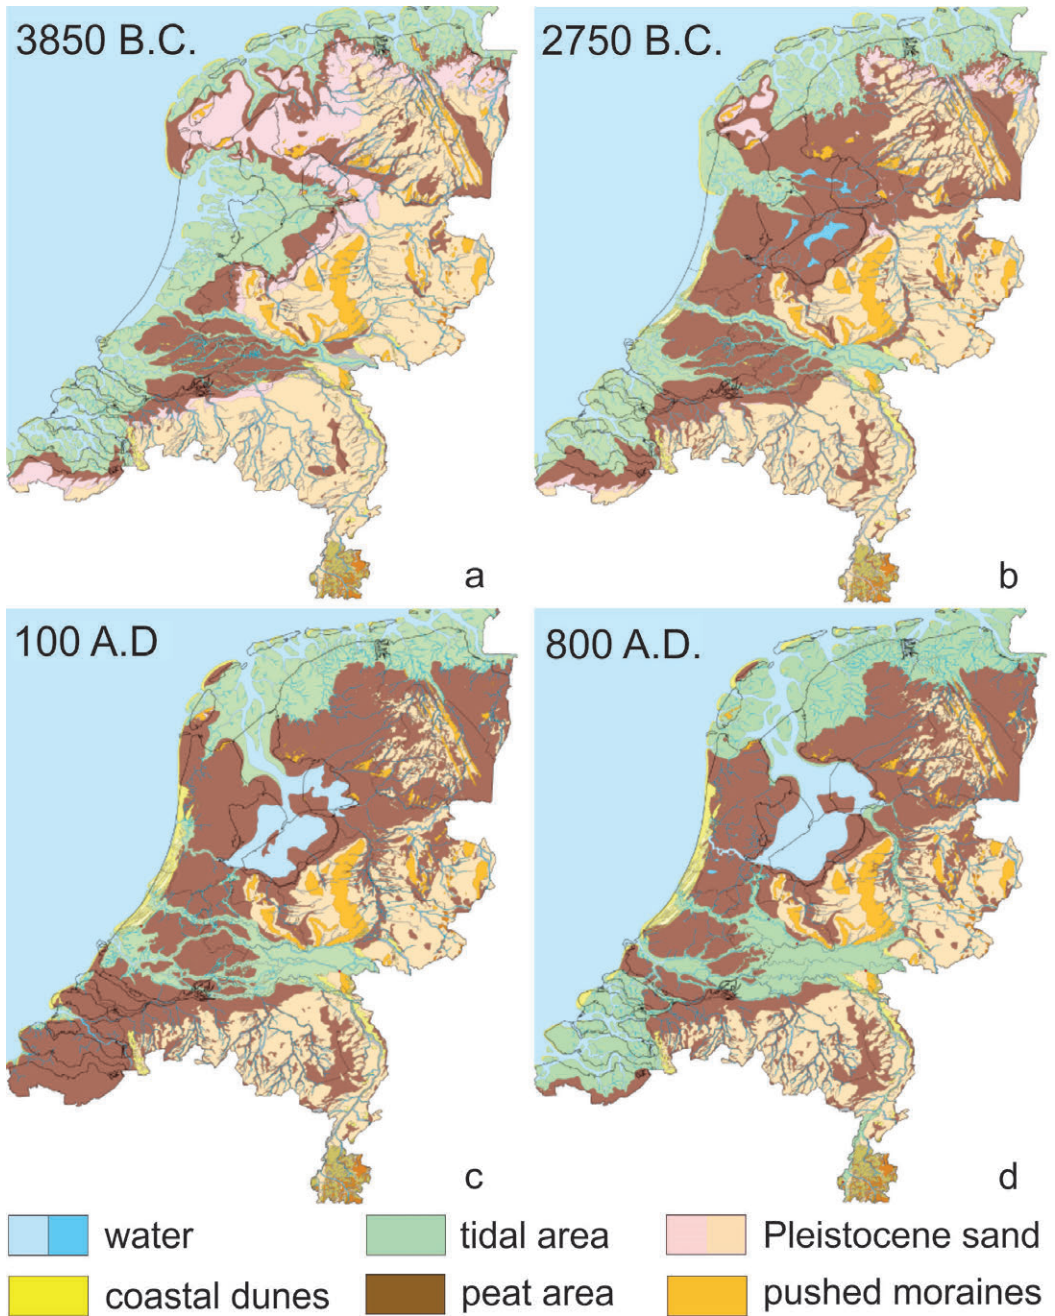 3850 B.C.
2750 B.C.
a
b
100 A.D
800 A.D.
c
d
water
tidal area
Pleistocene sand
coastal dunes
peat area
pushed moraines